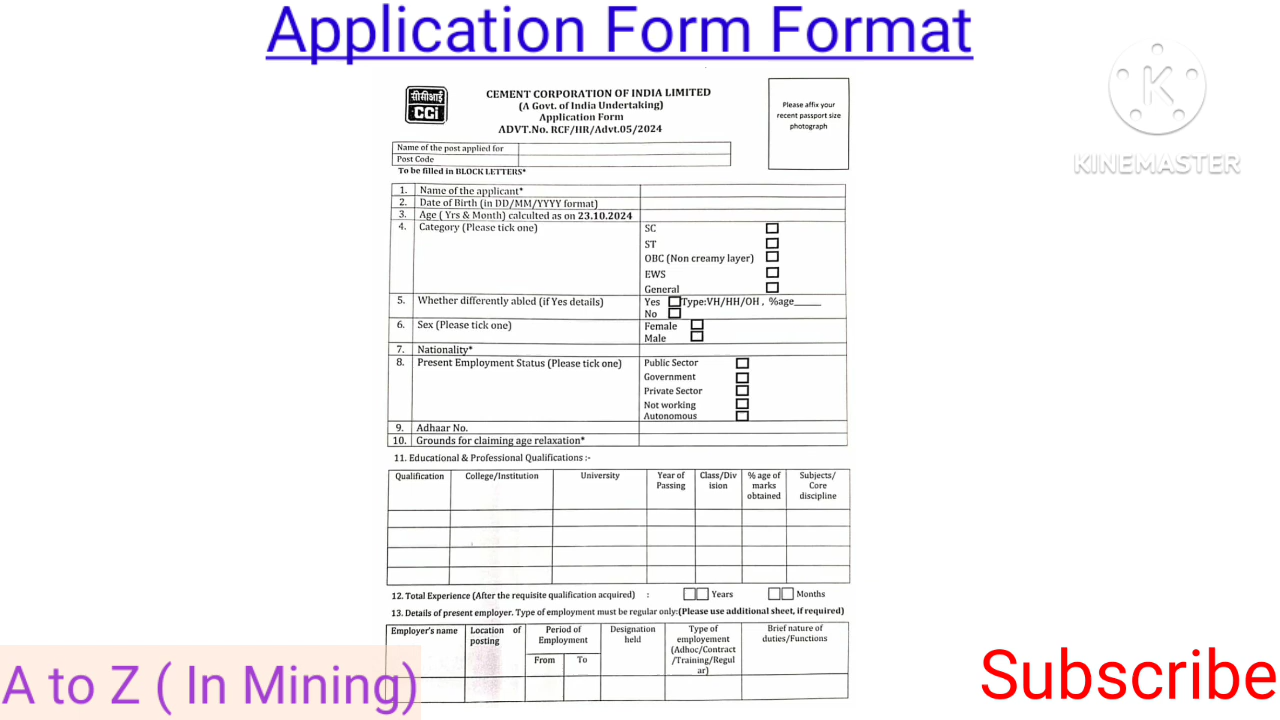 Application Form Format
सीसीआई
CCi
CEMENT CORPORATION OF INDIA LIMITED
(A Govt. of India Undertaking)
Application Form
ADVT.No. RCF/HR/Advt.05/2024
Please affix your
recent passport size
photograph
K
KINEMASTER
Name of the post applied for
Post Code
To be filled in BLOCK LETTERS*
1. Name of the applicant*
2. Date of Birth (in DD/MM/YYYY format)
3. Age ( Yrs & Month) calculted as on 23.10.2024
4. Category (Please tick one) SC
ST
OBC (Non creamy layer)
EWS
General
5. Whether differently abled (if Yes details) Yes Type:VH/HH/OH , %age_____
No
6. Sex (Please tick one) Female
Male
7. Nationality*
8. Present Employment Status (Please tick one) Public Sector
Government
Private Sector
Not working
Autonomous
9. Adhaar No.
10. Grounds for claiming age relaxation*
11. Educational & Professional Qualifications :-
Qualification College/Institution University Year of Passing Class/Div ision % age of marks obtained Subjects/ Core discipline
12. Total Experience (After the requisite qualification acquired) : Years Months
13. Details of present employer. Type of employment must be regular only:(Please use additional sheet, if required)
Employer's name Location of posting Period of Employment Designation held Type of employement (Adhoc/Contract /Training/Regul ar) Brief nature of duties/Functions
From To
A to Z ( In Mining)
Subscribe